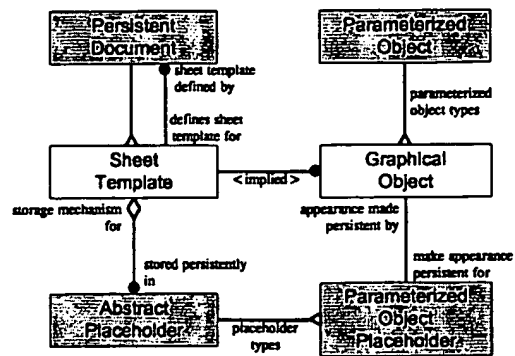 Persistent
Document
Parameterized
Object
sheet template
defined by
parameterized
object types
defines sheet
template for
Sheet
Template
< implied >
Graphical
Object
storage mechanism
for
appearance made
persistent by
stored persistently
in
make appearance
persistent for
Abstract
Placeholder
placeholder
types
Parameterized
Object
Placeholder